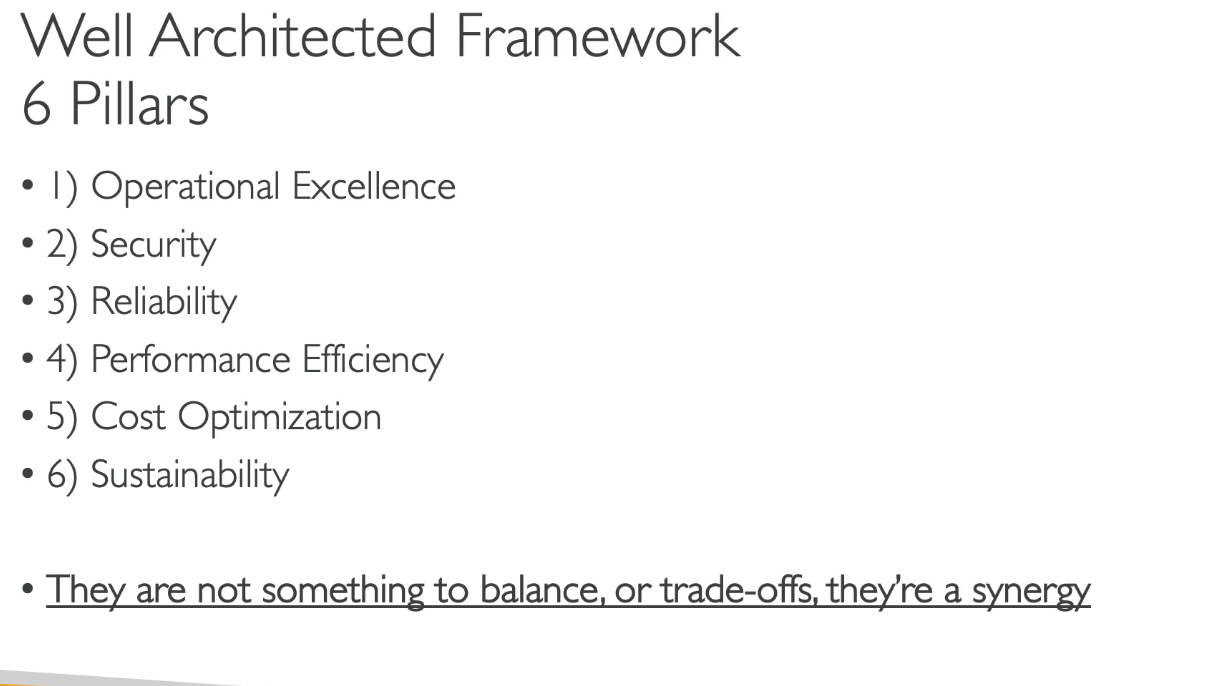 Well Architected Framework
6 Pillars
• 1) Operational Excellence
• 2) Security
• 3) Reliability
• 4) Performance Efficiency
• 5) Cost Optimization
• 6) Sustainability
• They are not something to balance, or trade-offs, they’re a synergy